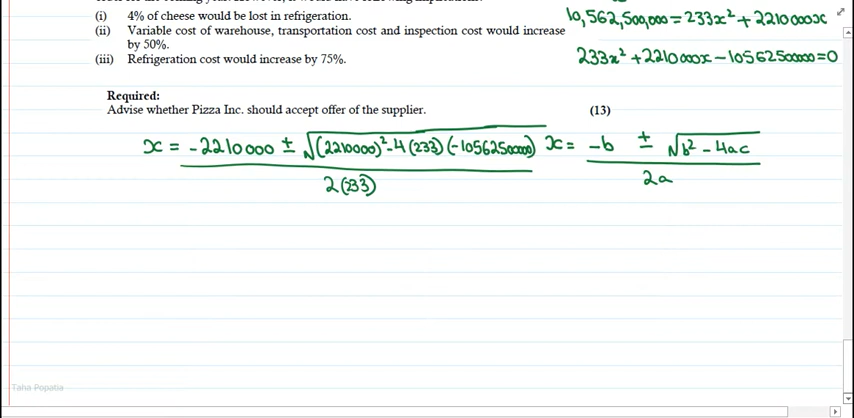 (i) 4% of cheese would be lost in refrigeration.
(ii) Variable cost of warehouse, transportation cost and inspection cost would increase
by 50%.
(iii) Refrigeration cost would increase by 75%.
10,562,500,000 = 233x² + 2210000x
233x² + 2210000x - 10562500000 = 0
Required:
Advise whether Pizza Inc. should accept offer of the supplier. (13)
x = -2210000 ± √(2210000)² - 4(233)(-10562500000) x = -b ± √b² - 4ac
2(233) 2a
Taha Popatia